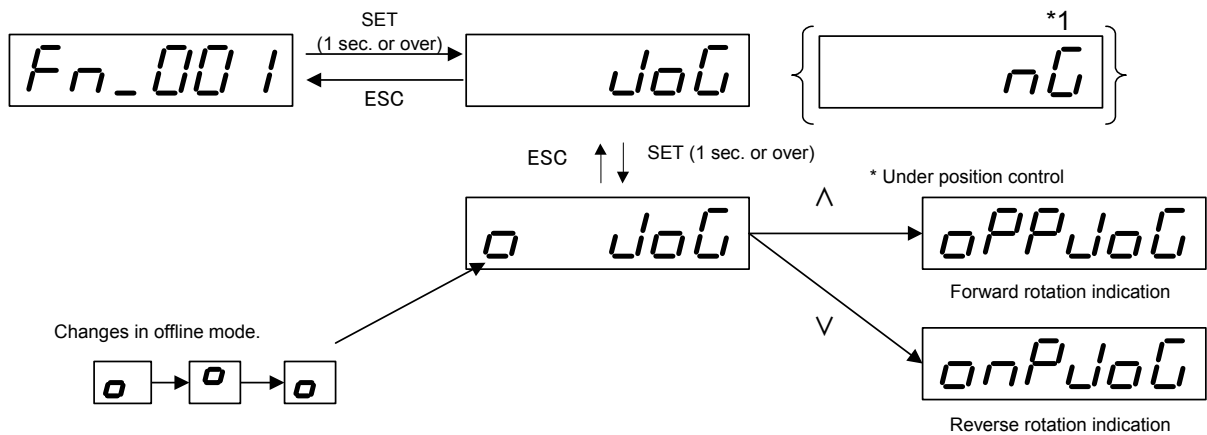 SET
(1 sec. or over)
*1
Fn_001
JoG
nG
ESC
ESC
SET (1 sec. or over)
* Under position control
∧
o JoG
oPPJoG
Forward rotation indication
Changes in offline mode.
∨
o
o
o
onPJoG
Reverse rotation indication